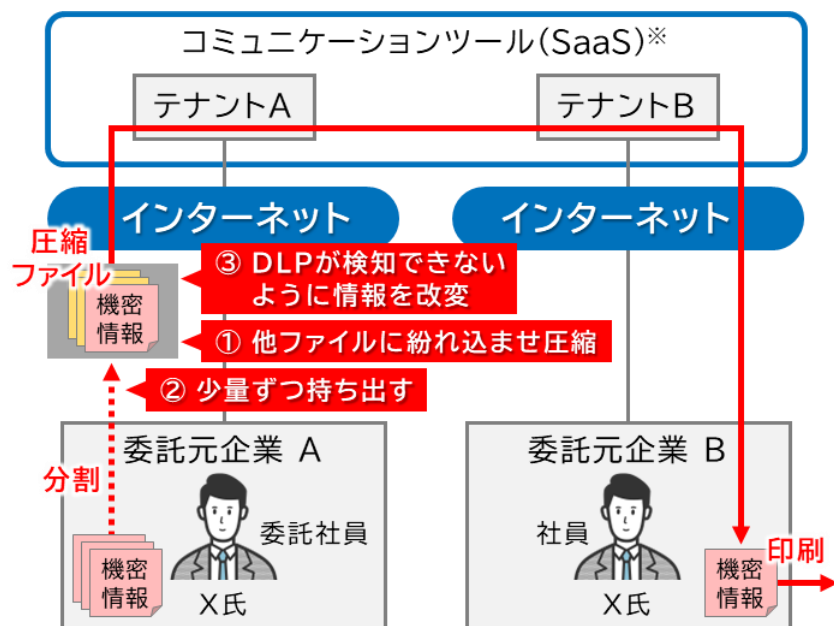 コミュニケーションツール(SaaS)※
テナントA
テナントB
インターネット
インターネット
圧縮
ファイル
機密
情報
③ DLPが検知できない
ように情報を改変
① 他ファイルに紛れ込ませ圧縮
② 少量ずつ持ち出す
分割
委託元企業 A
委託社員
機密
情報
X氏
委託元企業 B
社員
X氏
機密
情報
印刷